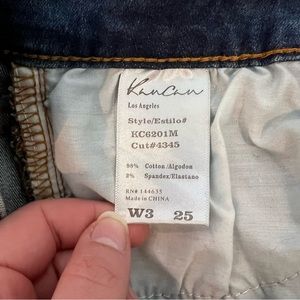 KanCan
Los Angeles
Style/Estilo#
KC6201M
Cut#4345
98% Cotton/Algodon
2% Spandex/Elastano
RN# 144635
Made in CHINA
W3 25